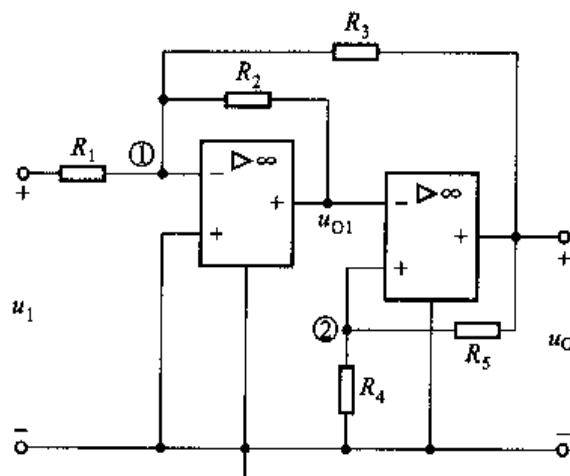 R3
R2
R1 ①
▷∞
− + +
uO1
▷∞
− + +
+ +
u1
② R5 uO
R4
− −